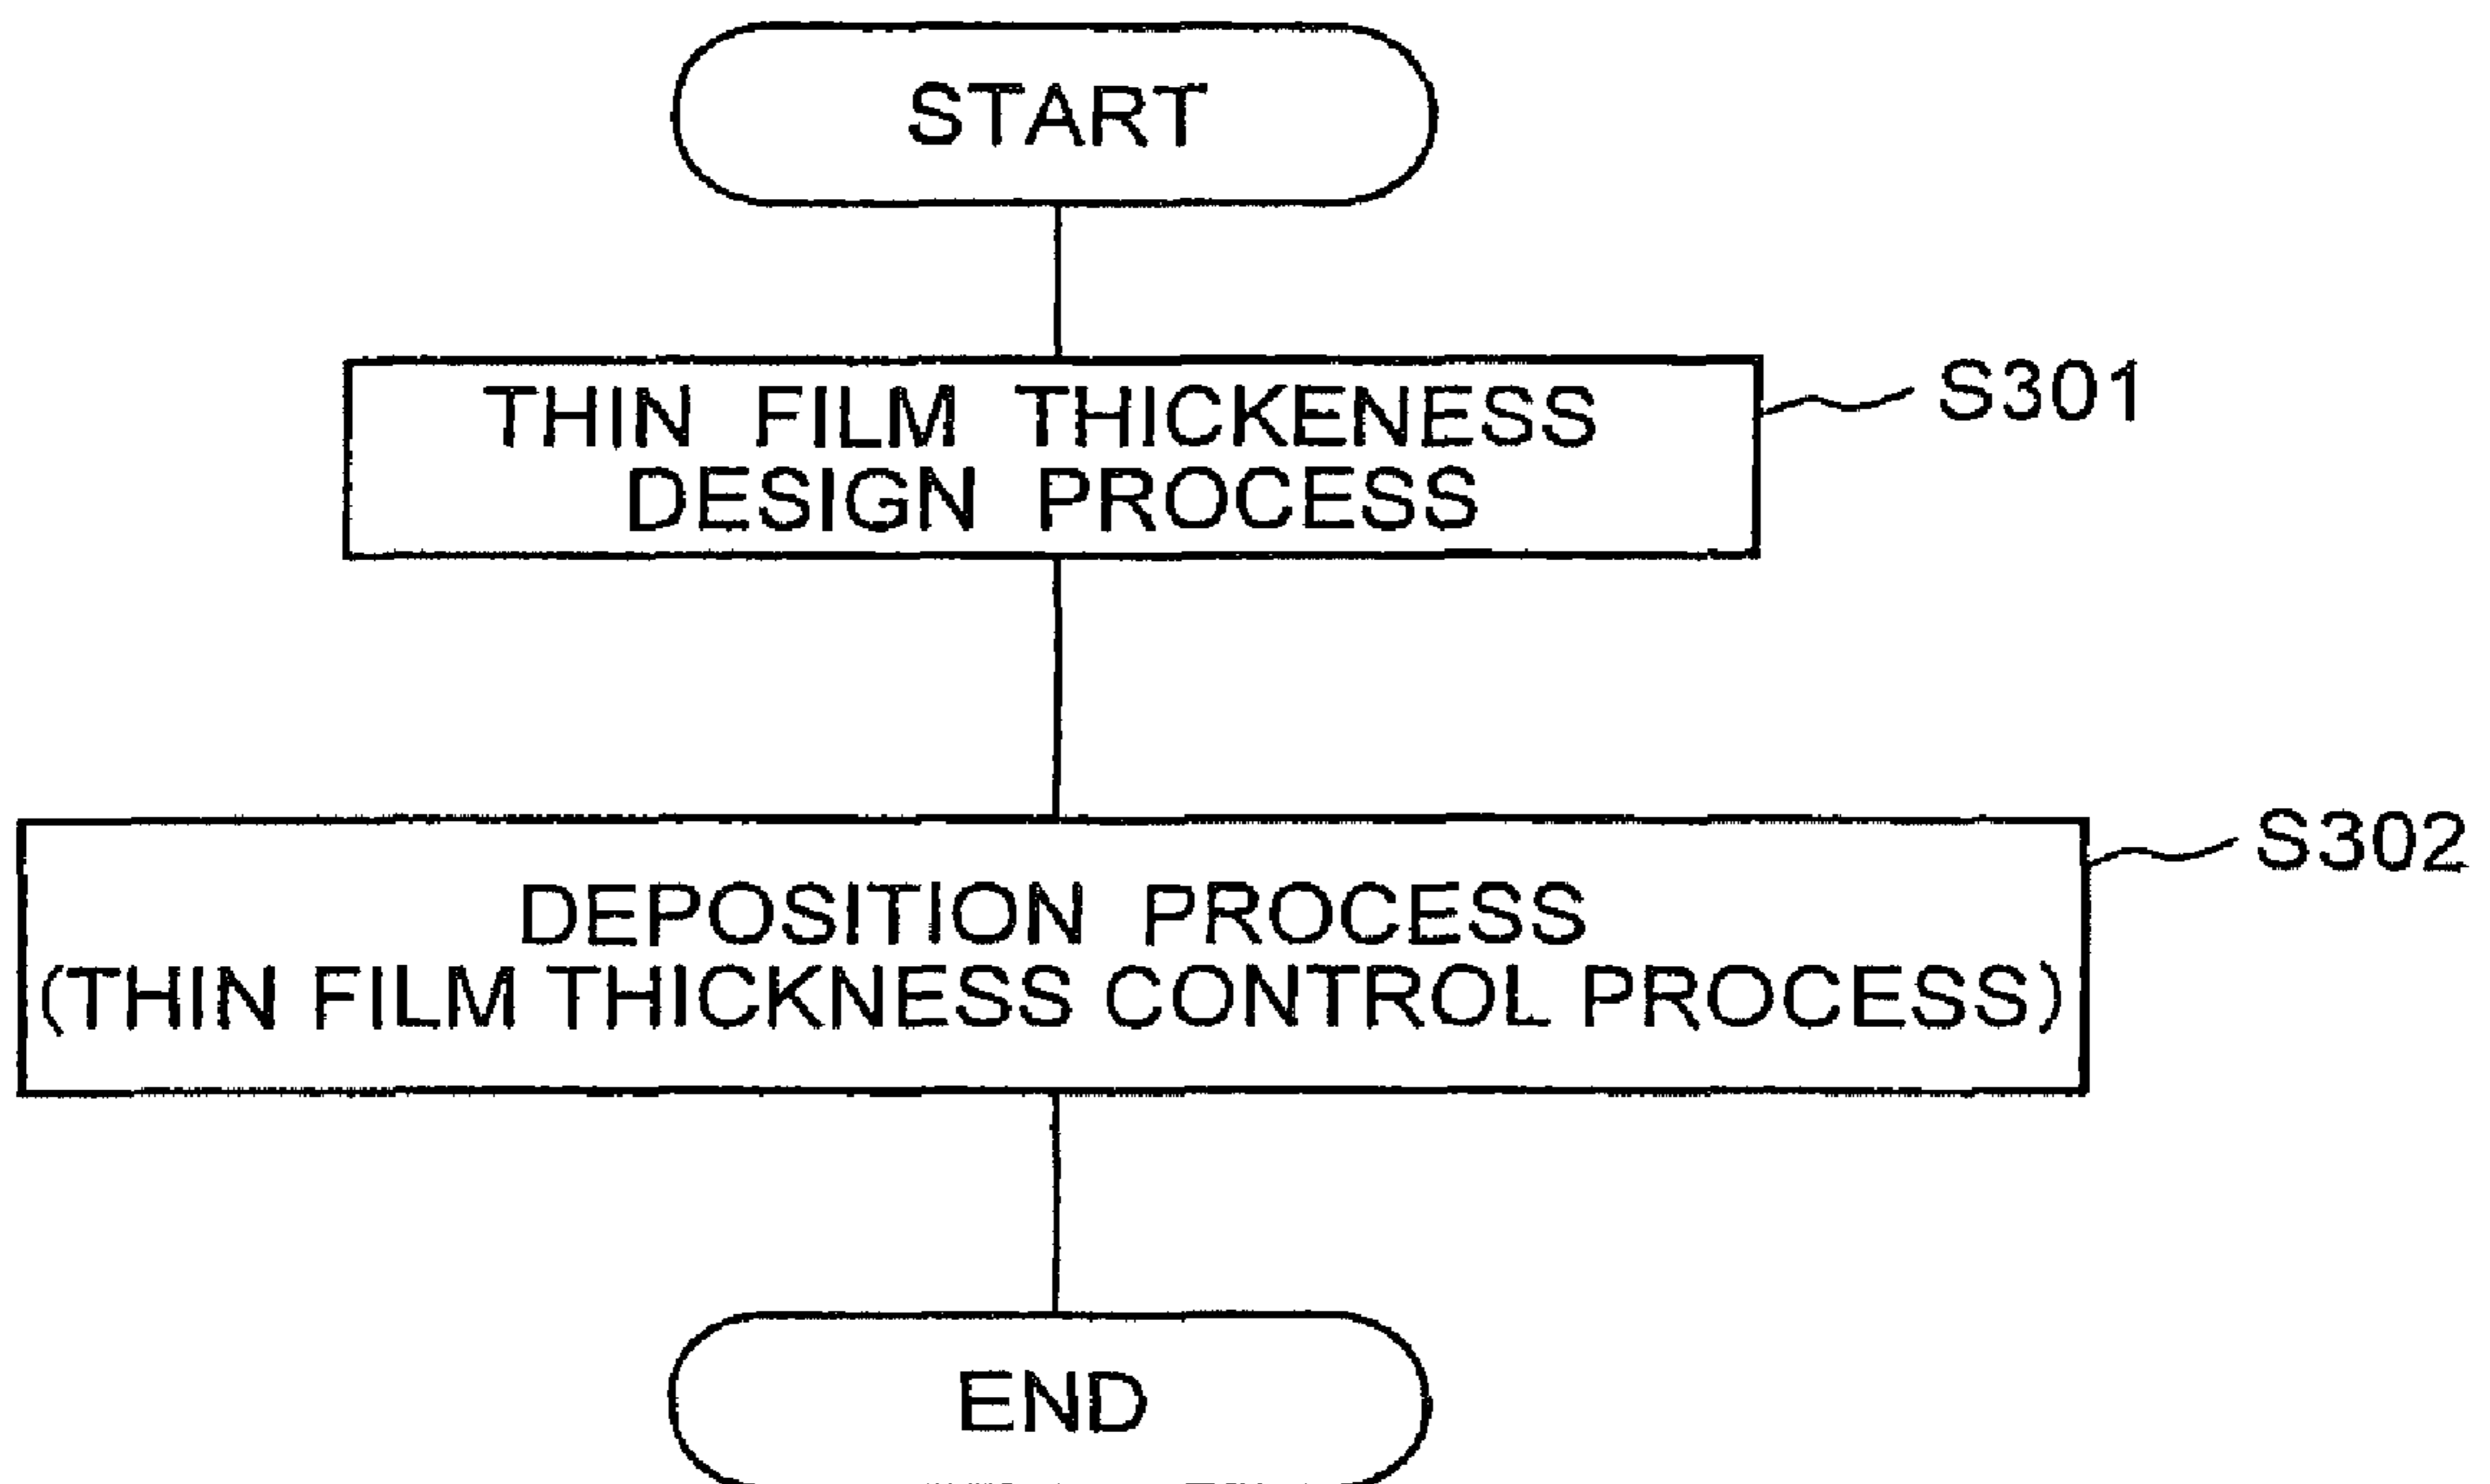 START
THIN FILM THICKENESS
DESIGN PROCESS
S301
DEPOSITION PROCESS
(THIN FILM THICKNESS CONTROL PROCESS)
S302
END